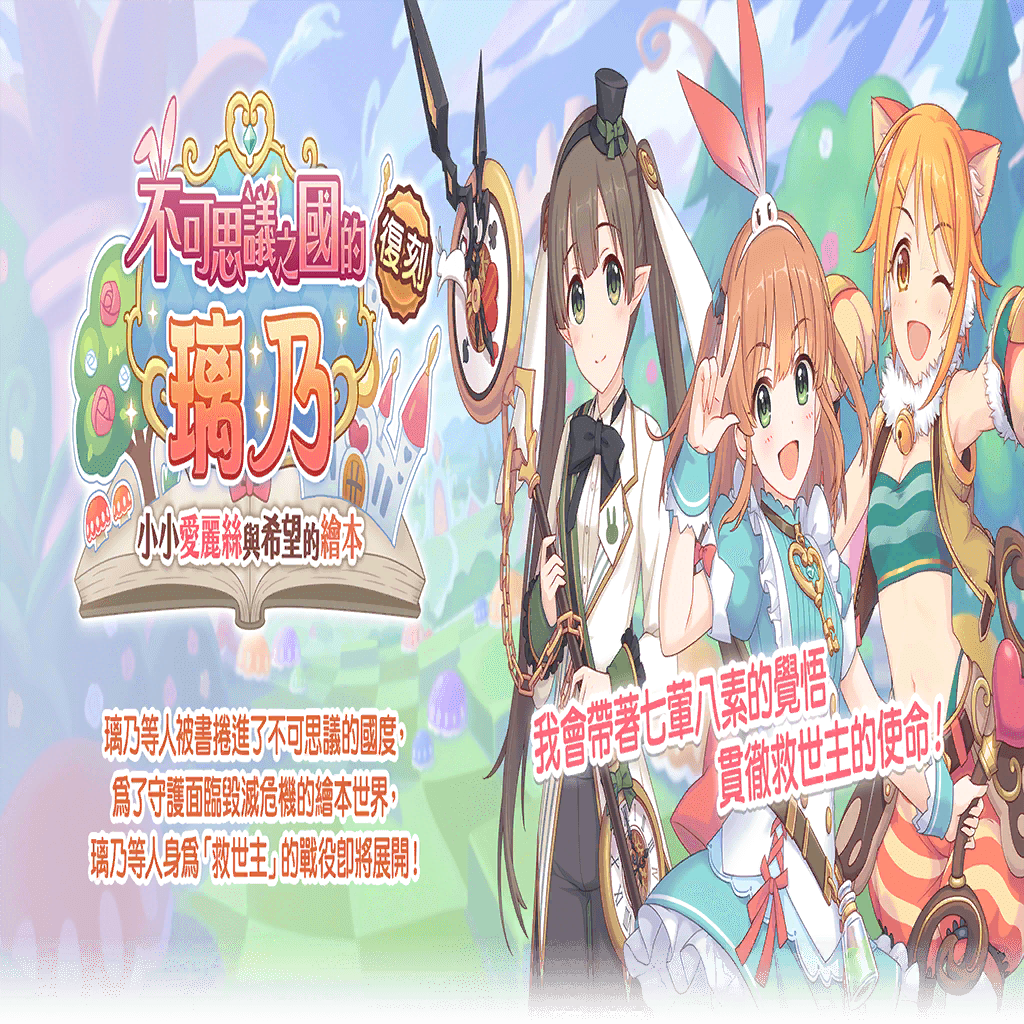 不可思議之國的
復刻
璃乃
小小愛麗絲與希望的繪本
璃乃等人被書捲進了不可思議的國度，
為了守護面臨毀滅危機的繪本世界，
璃乃等人身為「救世主」的戰役即將展開！
我會帶著七葷八素的覺悟
貫徹救世主的使命！